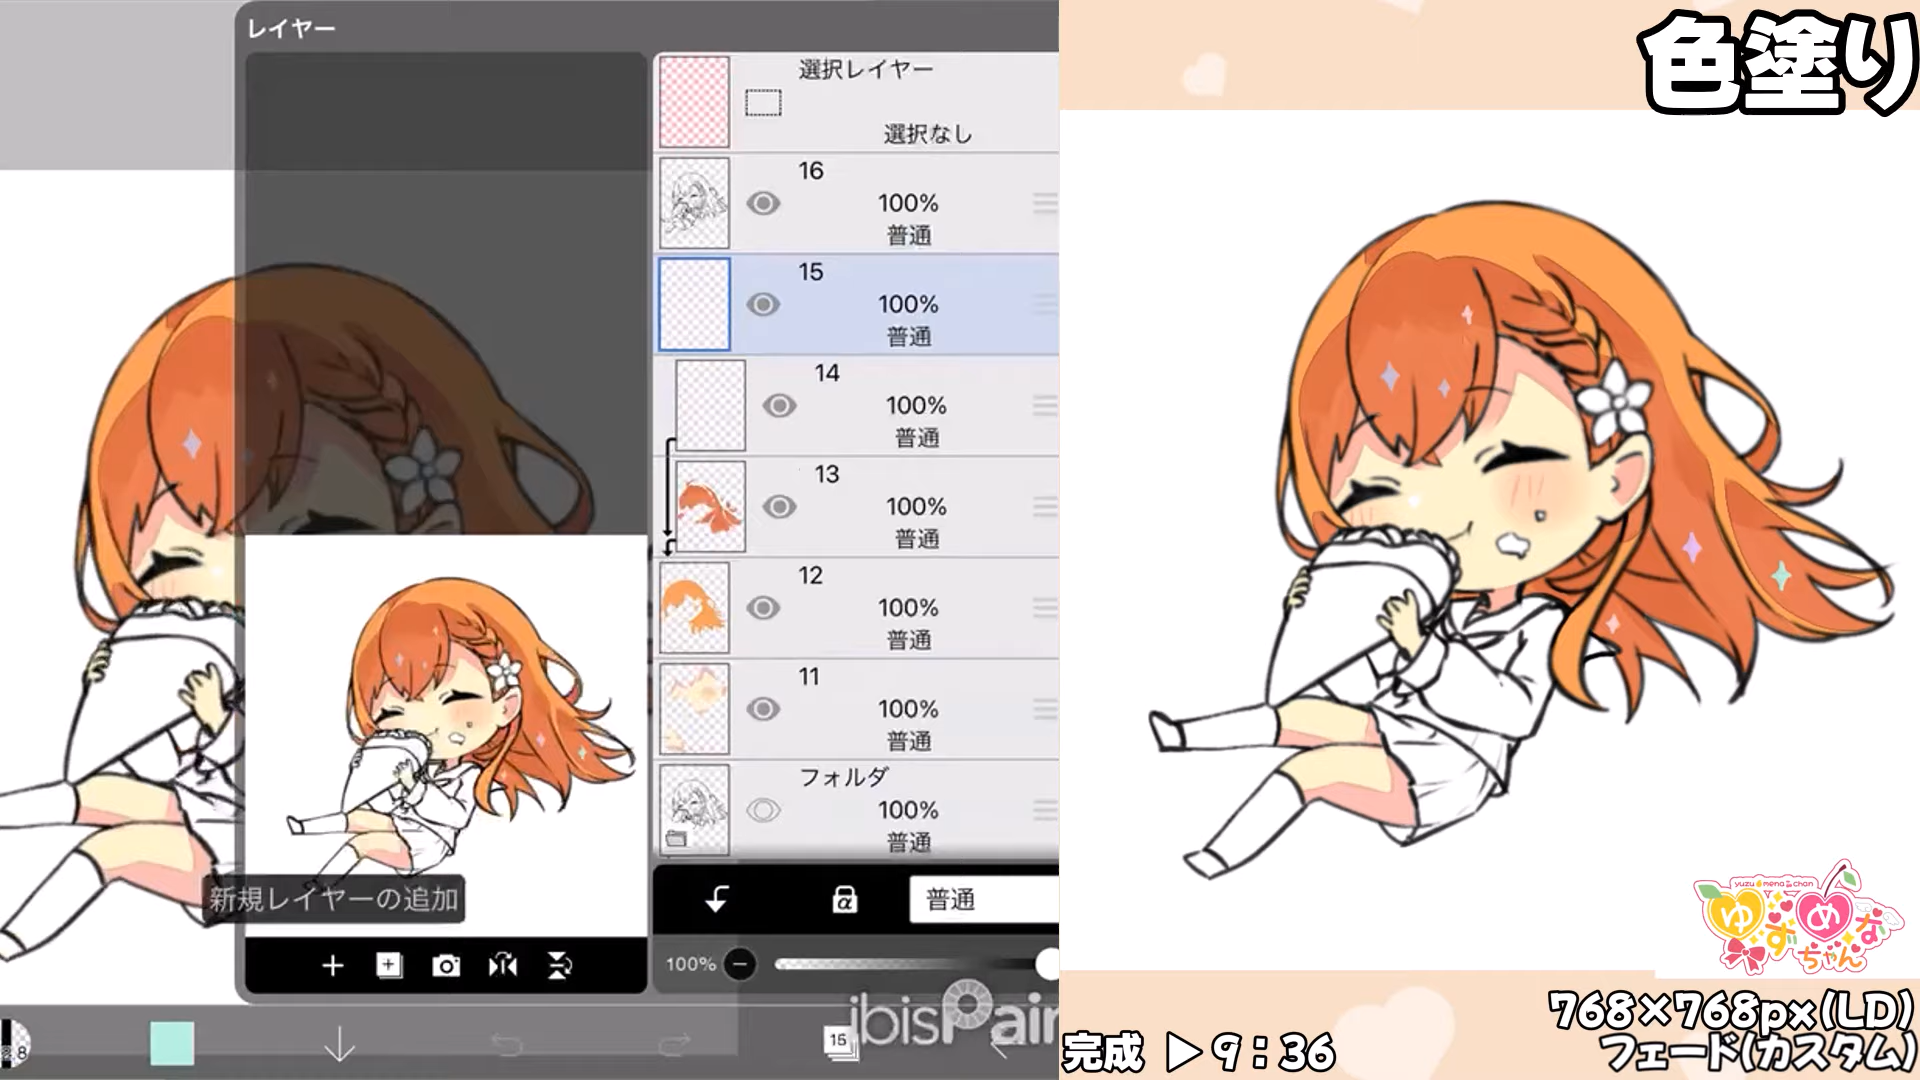 レイヤー
選択レイヤー
選択なし
16
100%
普通
15
100%
普通
14
100%
普通
13
100%
普通
12
100%
普通
11
100%
普通
フォルダ
100%
普通
新規レイヤーの追加
普通
100%
15
ibisPain
色塗り
yuzu mena chan
ゆずめなちゃん
768×768px(LD)
フェード(カスタム)
完成 ▶9:36